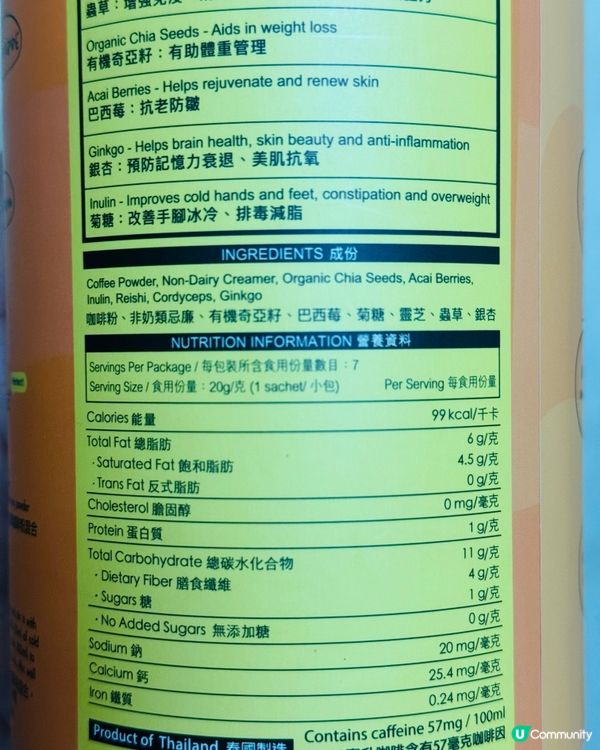 Organic Chia Seeds - Aids in weight loss
有機奇亞籽：有助體重管理
Acai Berries - Helps rejuvenate and renew skin
巴西莓：抗老防皺
Ginkgo - Helps brain health, skin beauty and anti-inflammation
銀杏：預防記憶力衰退、美肌抗氧
Inulin - Improves cold hands and feet, constipation and overweight
菊糖：改善手腳冰冷、排毒減脂
INGREDIENTS 成份
Coffee Powder, Non-Dairy Creamer, Organic Chia Seeds, Acai Berries,
Inulin, Reishi, Cordyceps, Ginkgo
咖啡粉、非奶類忌廉、有機奇亞籽、巴西莓、菊糖、靈芝、蟲草、銀杏
NUTRITION INFORMATION 營養資料
Servings Per Package / 每包裝所含食用份量數目：7
Serving Size / 食用份量：20g/克 (1 sachet/ 小包) Per Serving 每食用份量
Calories 能量 99 kcal/千卡
Total Fat 總脂肪 6 g/克
· Saturated Fat 飽和脂肪 4.5 g/克
· Trans Fat 反式脂肪 0 g/克
Cholesterol 膽固醇 0 mg/毫克
Protein 蛋白質 1 g/克
Total Carbohydrate 總碳水化合物 11 g/克
· Dietary Fiber 膳食纖維 4 g/克
· Sugars 糖 1 g/克
· No Added Sugars 無添加糖 0 g/克
Sodium 鈉 20 mg/毫克
Calcium 鈣 25.4 mg/毫克
Iron 鐵質 0.24 mg/毫克
Product of Thailand 泰國製造
Contains caffeine 57mg / 100ml
含有57毫克咖啡因
U Community